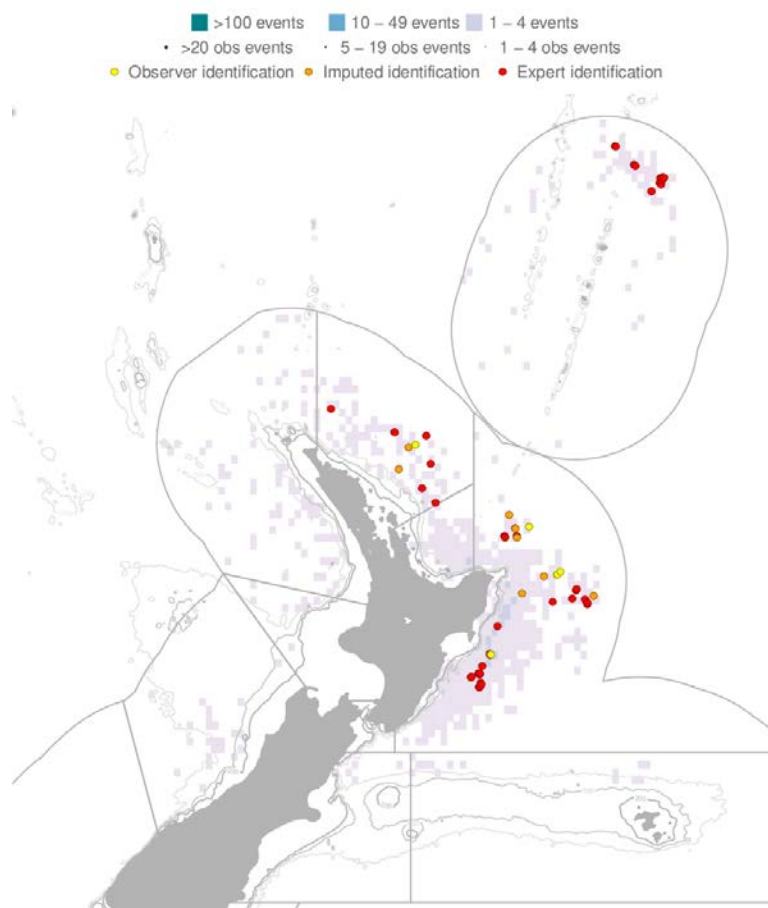 >100 events 10 – 49 events 1 – 4 events
>20 obs events 5 – 19 obs events 1 – 4 obs events
Observer identification Imputed identification Expert identification